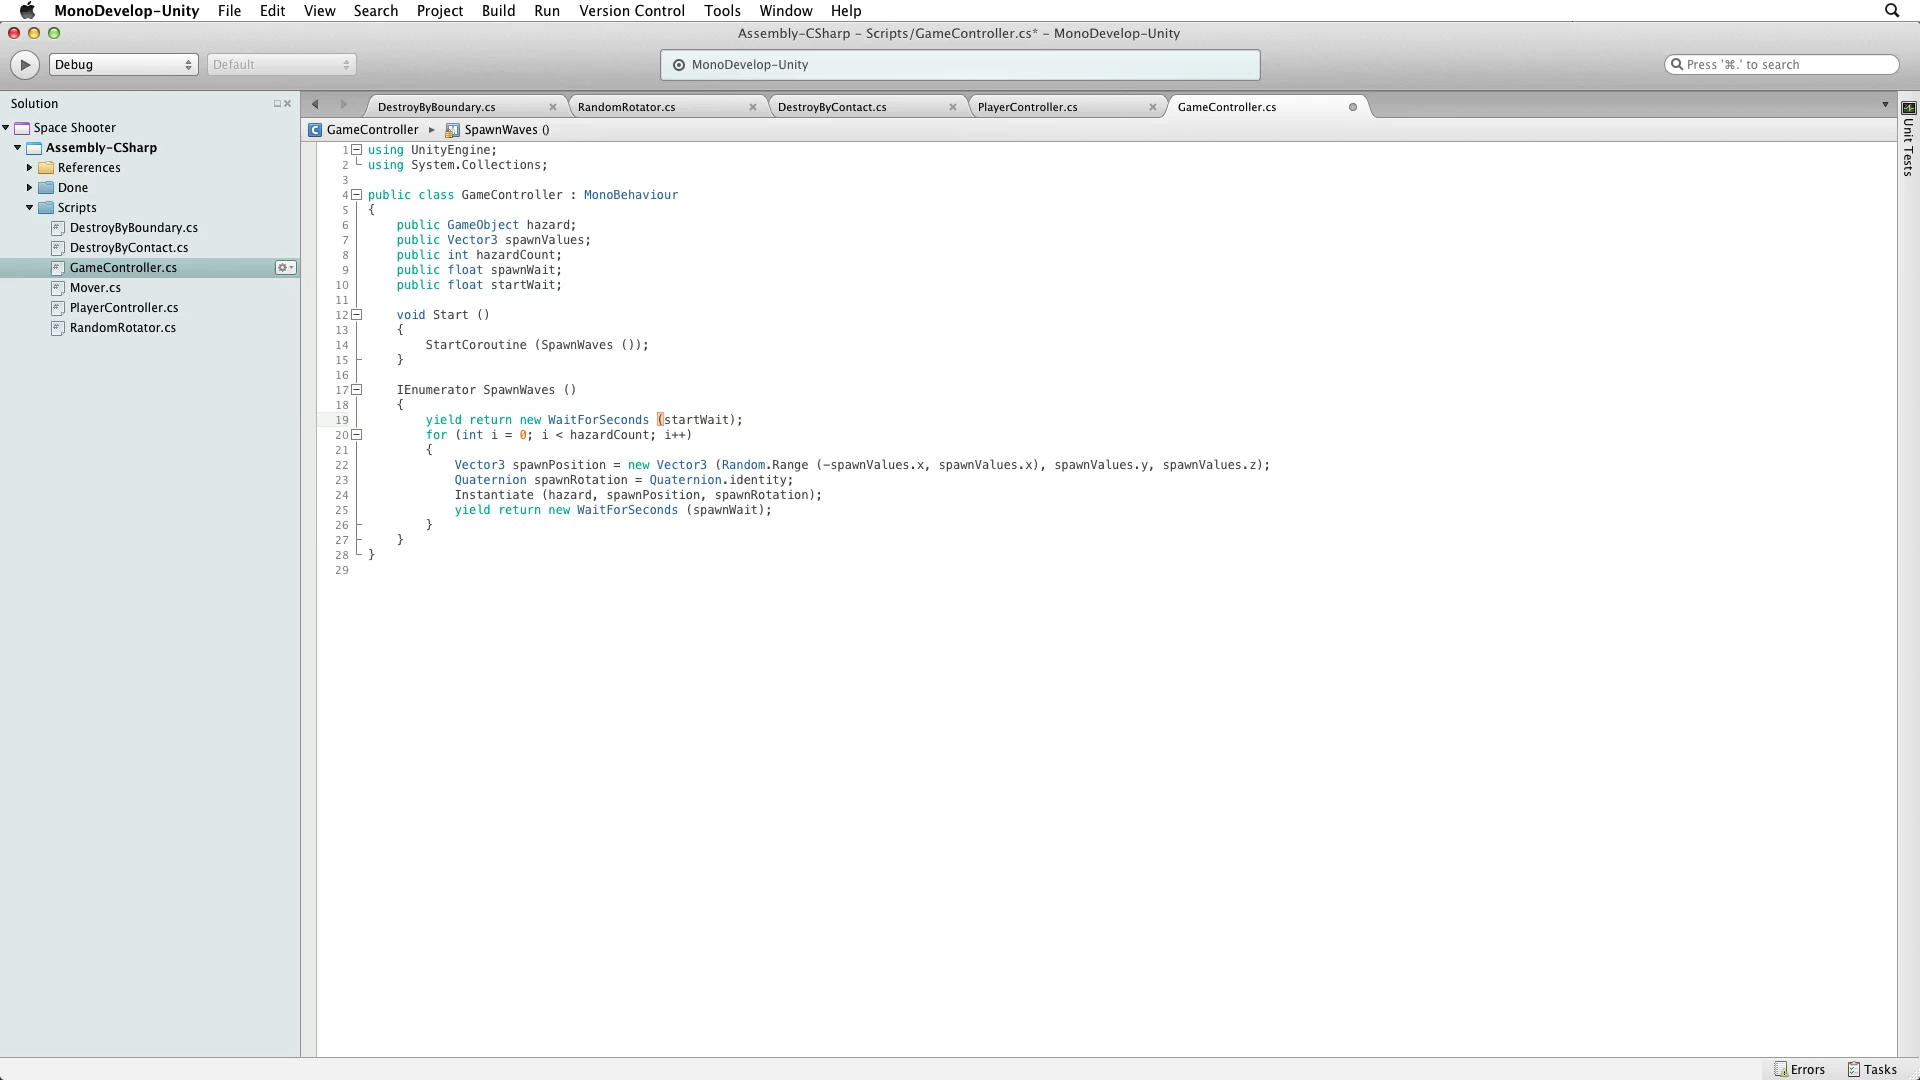 MonoDevelop-Unity File Edit View Search Project Build Run Version Control Tools Window Help
Assembly-CSharp – Scripts/GameController.cs* – MonoDevelop-Unity
Debug Default MonoDevelop-Unity Press '⌘.' to search
Solution
DestroyByBoundary.cs RandomRotator.cs DestroyByContact.cs PlayerController.cs GameController.cs
GameController SpawnWaves ()
Space Shooter
Assembly-CSharp
References
Done
Scripts
DestroyByBoundary.cs
DestroyByContact.cs
GameController.cs
Mover.cs
PlayerController.cs
RandomRotator.cs
Unit Tests
1 using UnityEngine;
2 using System.Collections;
3
4 public class GameController : MonoBehaviour
5 {
6     public GameObject hazard;
7     public Vector3 spawnValues;
8     public int hazardCount;
9     public float spawnWait;
10     public float startWait;
11
12     void Start ()
13     {
14         StartCoroutine (SpawnWaves ());
15     }
16
17     IEnumerator SpawnWaves ()
18     {
19         yield return new WaitForSeconds (startWait);
20         for (int i = 0; i < hazardCount; i++)
21         {
22             Vector3 spawnPosition = new Vector3 (Random.Range (-spawnValues.x, spawnValues.x), spawnValues.y, spawnValues.z);
23             Quaternion spawnRotation = Quaternion.identity;
24             Instantiate (hazard, spawnPosition, spawnRotation);
25             yield return new WaitForSeconds (spawnWait);
26         }
27     }
28 }
29
Errors Tasks